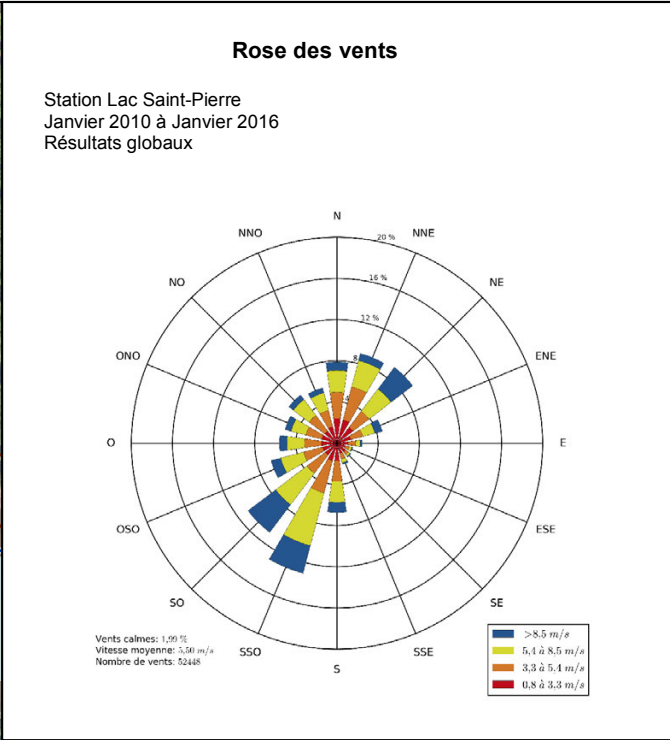 Rose des vents
Station Lac Saint-Pierre
Janvier 2010 à Janvier 2016
Résultats globaux
N
NNO
NNE
20 %
NO
NE
16 %
12 %
ONO
ENE
8
4
O
E
OSO
ESE
SO
SE
SSO
SSE
S
Vents calmes: 1,99 %
Vitesse moyenne: 5,56 m/s
Nombre de vents: 52448
>8.5 m/s
5,4 à 8,5 m/s
3,3 à 5,4 m/s
0,8 à 3.3 m/s